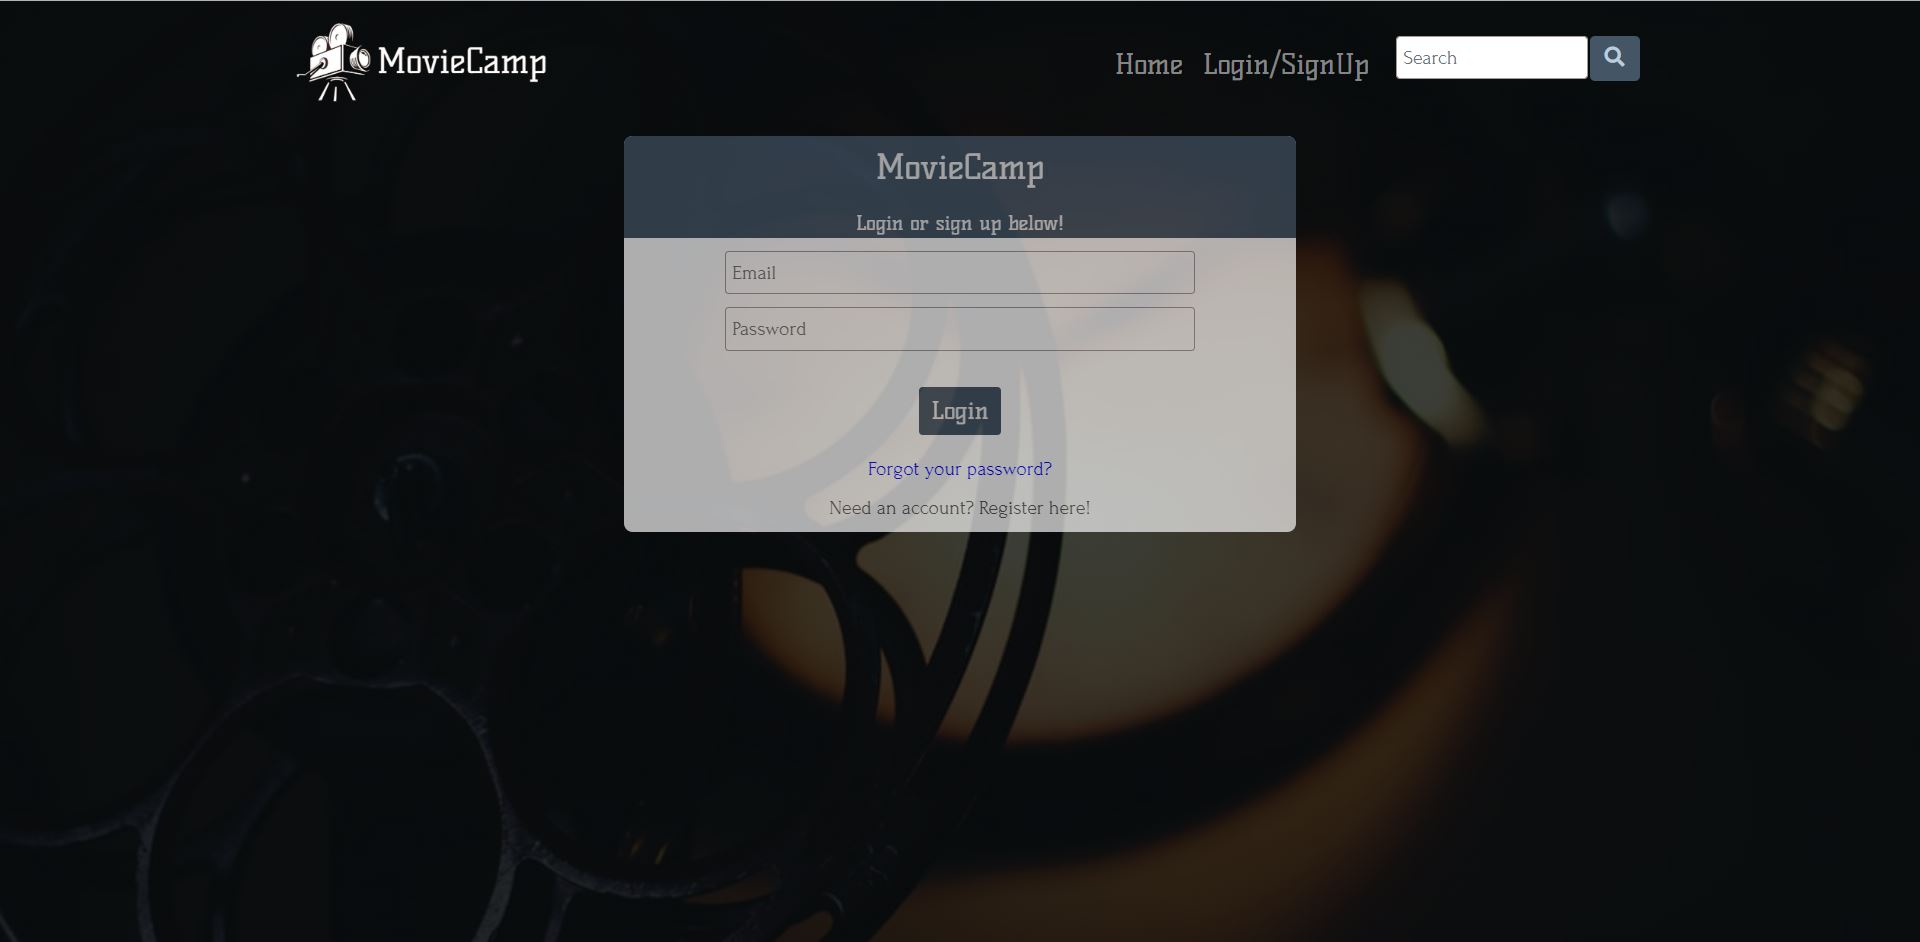 MovieCamp
Home
Login/SignUp
Search
MovieCamp
Login or sign up below!
Email
Password
Login
Forgot your password?
Need an account? Register here!